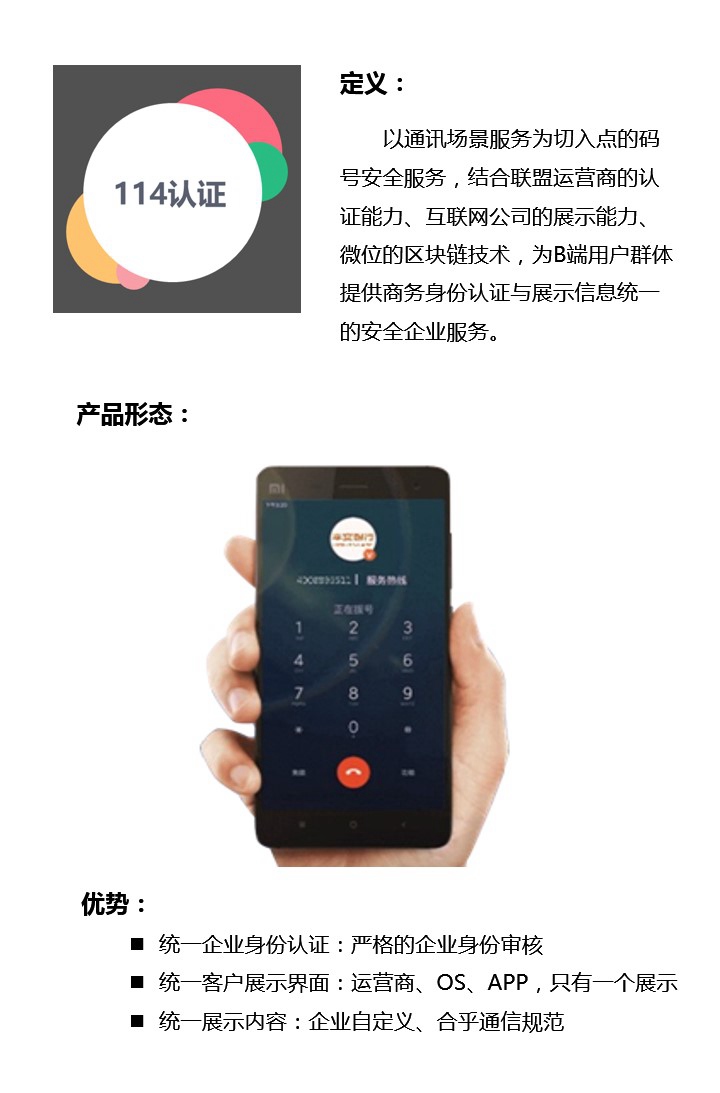 114认证
定义：
以通讯场景服务为切入点的码
号安全服务，结合联盟运营商的认
证能力、互联网公司的展示能力、
微位的区块链技术，为B端用户群体
提供商务身份认证与展示信息统一
的安全企业服务。
产品形态：
服务热线
正在拨号
1 2 3
4 5 6
7 8 9
0
优势：
■ 统一企业身份认证：严格的企业身份审核
■ 统一客户展示界面：运营商、OS、APP，只有一个展示
■ 统一展示内容：企业自定义、合乎通信规范